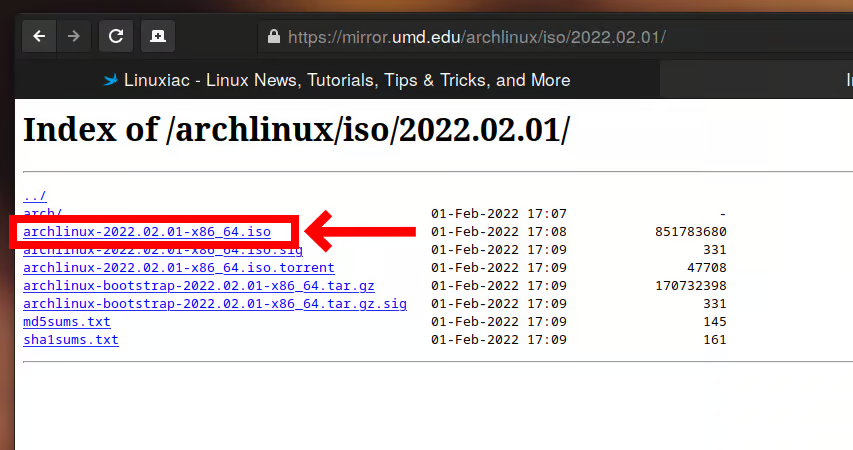 https://mirror.umd.edu/archlinux/iso/2022.02.01/
Linuxiac - Linux News, Tutorials, Tips & Tricks, and More
Index of /archlinux/iso/2022.02.01/
../
arch/ 01-Feb-2022 17:07 -
archlinux-2022.02.01-x86_64.iso 01-Feb-2022 17:08 851783680
archlinux-2022.02.01-x86_64.iso.sig 01-Feb-2022 17:09 331
archlinux-2022.02.01-x86_64.iso.torrent 01-Feb-2022 17:09 47708
archlinux-bootstrap-2022.02.01-x86_64.tar.gz 01-Feb-2022 17:09 170732398
archlinux-bootstrap-2022.02.01-x86_64.tar.gz.sig 01-Feb-2022 17:09 331
md5sums.txt 01-Feb-2022 17:09 145
sha1sums.txt 01-Feb-2022 17:09 161